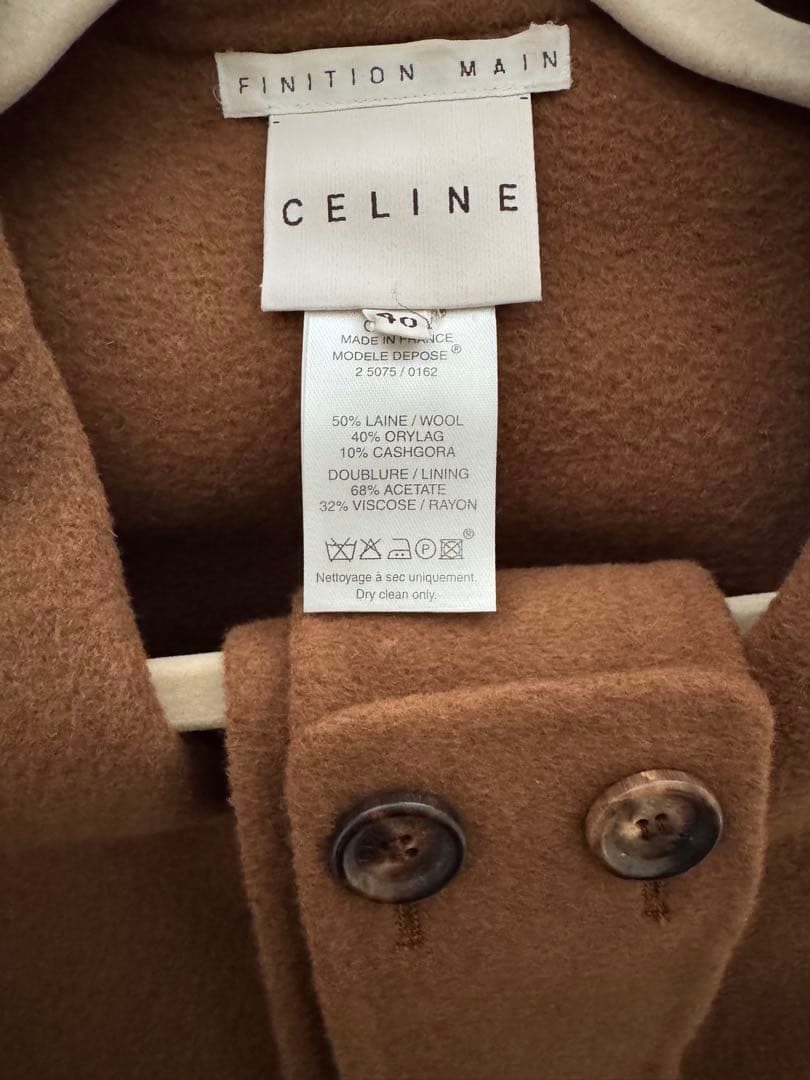 FINITION MAIN
CELINE
40
MADE IN FRANCE
MODELE DEPOSE ®
2 5075 / 0162
50% LAINE / WOOL
40% ORYLAG
10% CASHGORA
DOUBLURE / LINING
68% ACETATE
32% VISCOSE / RAYON
P ®
Nettoyage à sec uniquement.
Dry clean only.